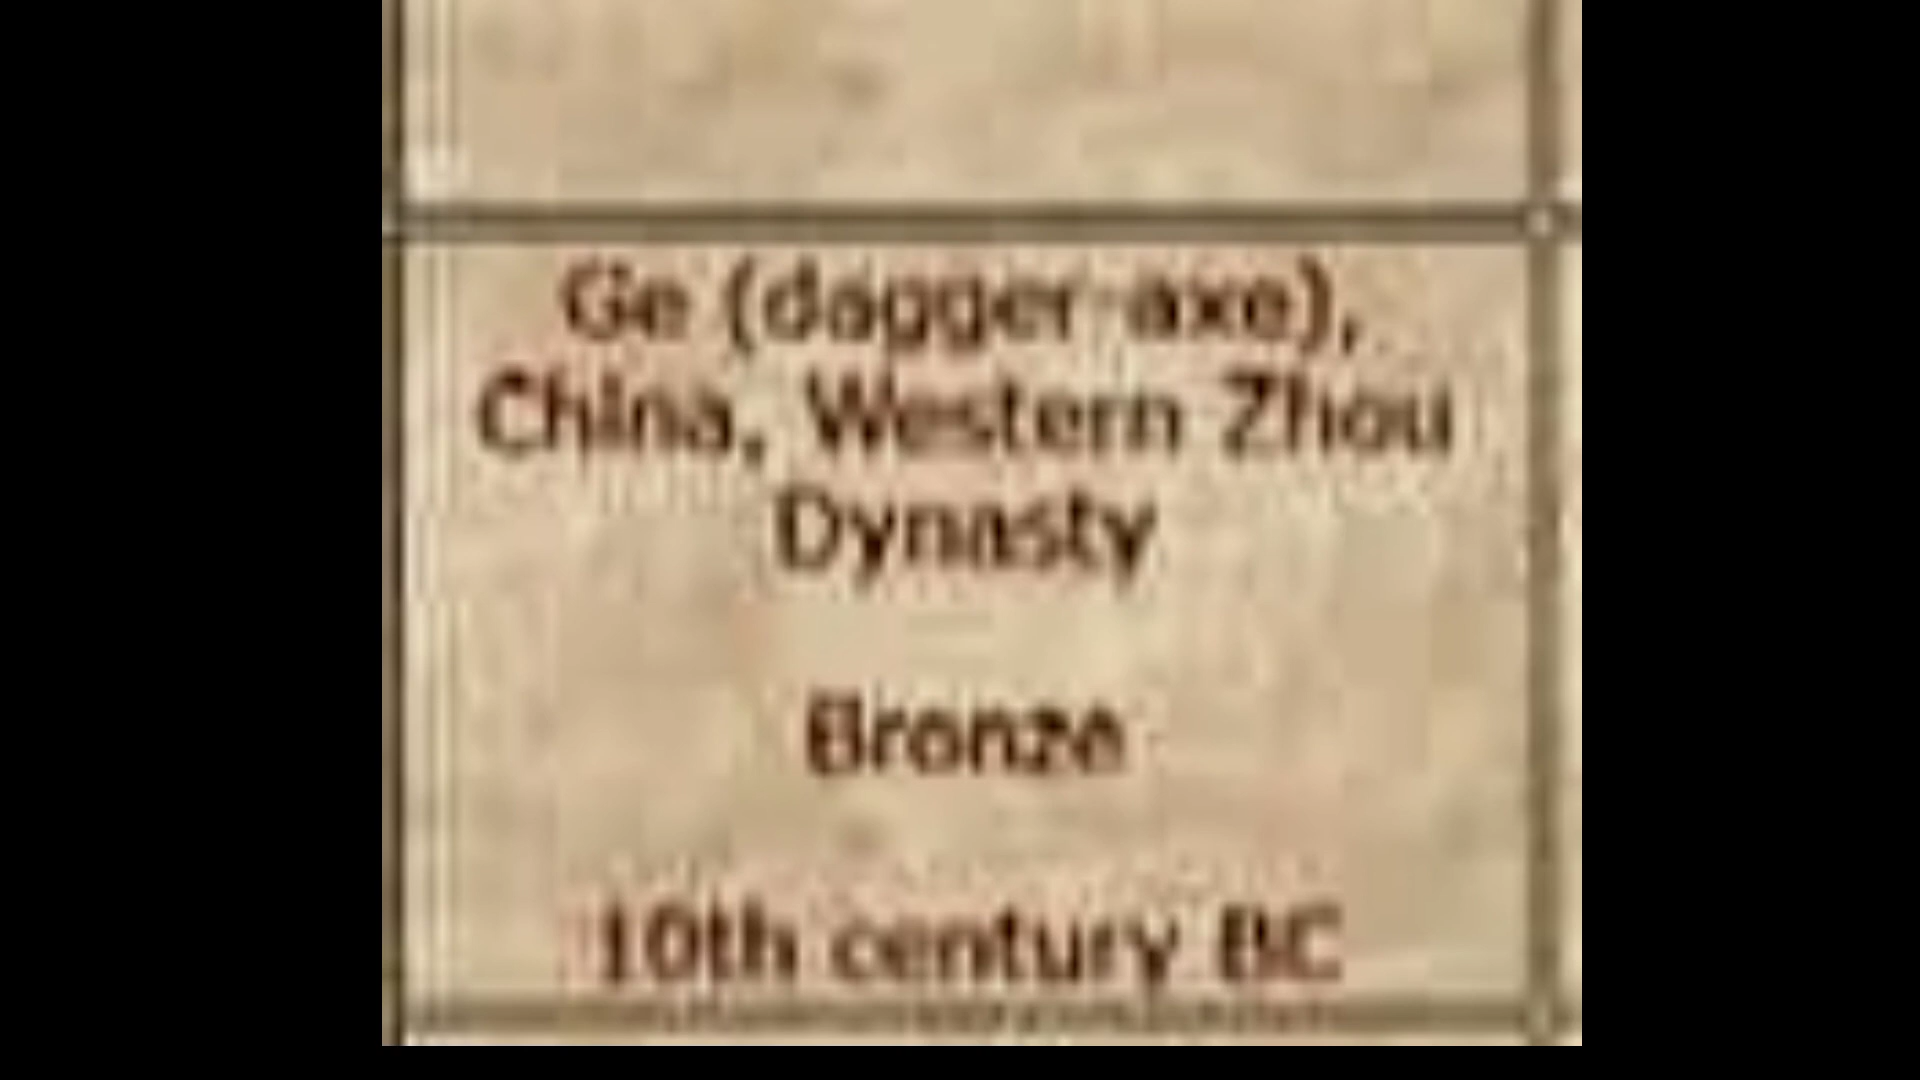 Ge (dagger-axe),
China, Western Zhou
Dynasty
Bronze
10th century BC